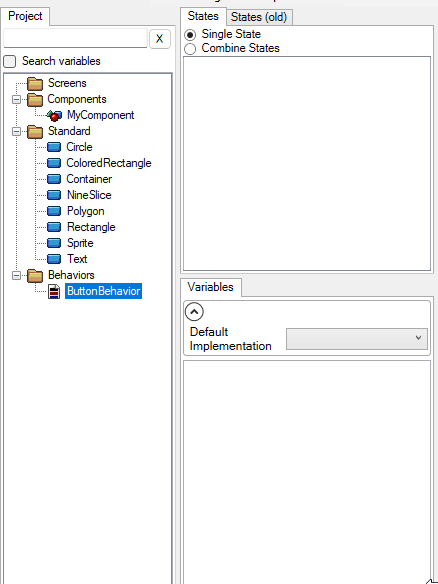 Project
X
Search variables
Screens
Components
MyComponent
Standard
Circle
ColoredRectangle
Container
NineSlice
Polygon
Rectangle
Sprite
Text
Behaviors
ButtonBehavior
States
States (old)
Single State
Combine States
Variables
Default
Implementation